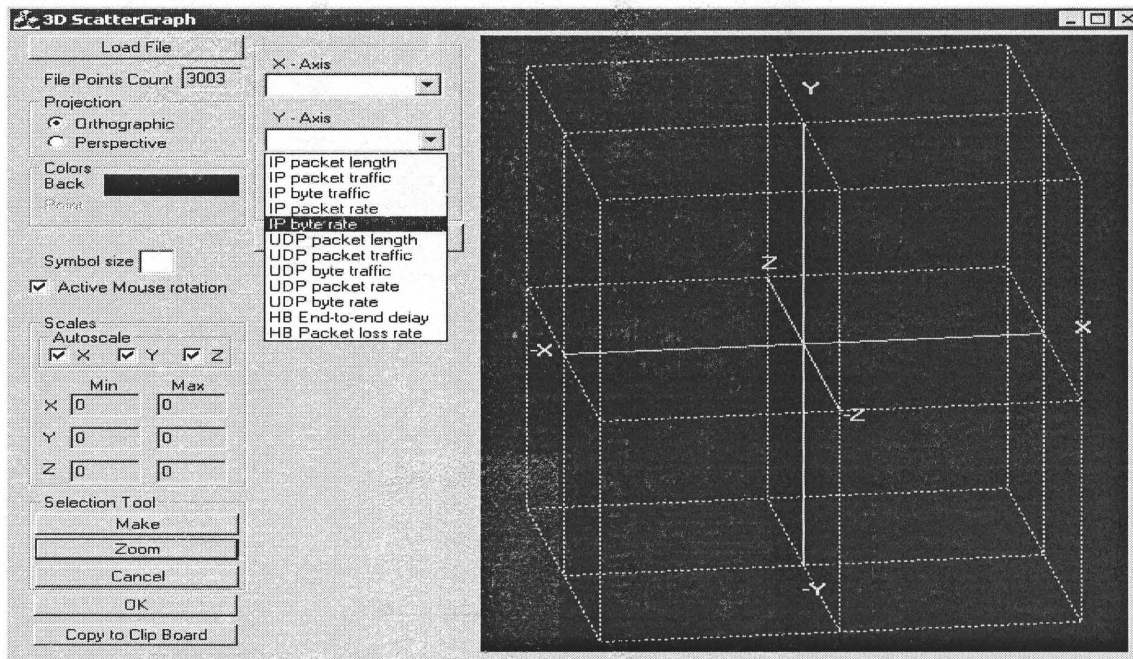 3D ScatterGraph
Load File
File Points Count 3003
Projection
Orthographic
Perspective
Colors
Back
Point
Symbol size
Active Mouse rotation
Scales
Autoscale
X Y Z
Min Max
X 0 0
Y 0 0
Z 0 0
Selection Tool
Make
Zoom
Cancel
OK
Copy to Clip Board
X - Axis
Y - Axis
IP packet length
IP packet traffic
IP byte traffic
IP packet rate
IP byte rate
UDP packet length
UDP packet traffic
UDP byte traffic
UDP packet rate
UDP byte rate
HB End-to-end delay
HB Packet loss rate
Y
Z
-X
X
-Z
-Y